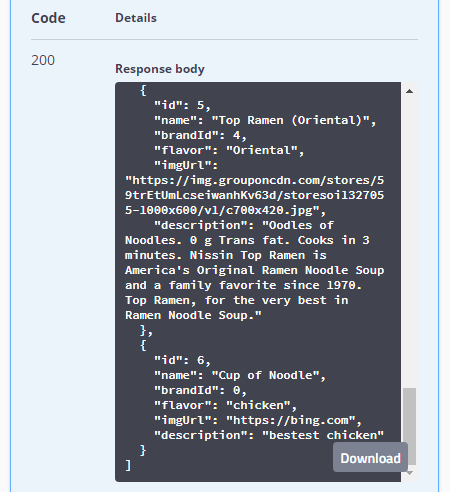 Code Details
200
Response body
{
"id": 5,
"name": "Top Ramen (Oriental)",
"brandId": 4,
"flavor": "Oriental",
"imgUrl":
"https://img.grouponcdn.com/stores/5
9trEtUmLcseiwanhKv63d/storesoi132705
5-1000x600/v1/c700x420.jpg",
"description": "Oodles of
Noodles. 0 g Trans fat. Cooks in 3
minutes. Nissin Top Ramen is
America's Original Ramen Noodle Soup
and a family favorite since 1970.
Top Ramen, for the very best in
Ramen Noodle Soup."
},
{
"id": 6,
"name": "Cup of Noodle",
"brandId": 0,
"flavor": "chicken",
"imgUrl": "https://bing.com",
"description": "bestest chicken"
}
]
Download